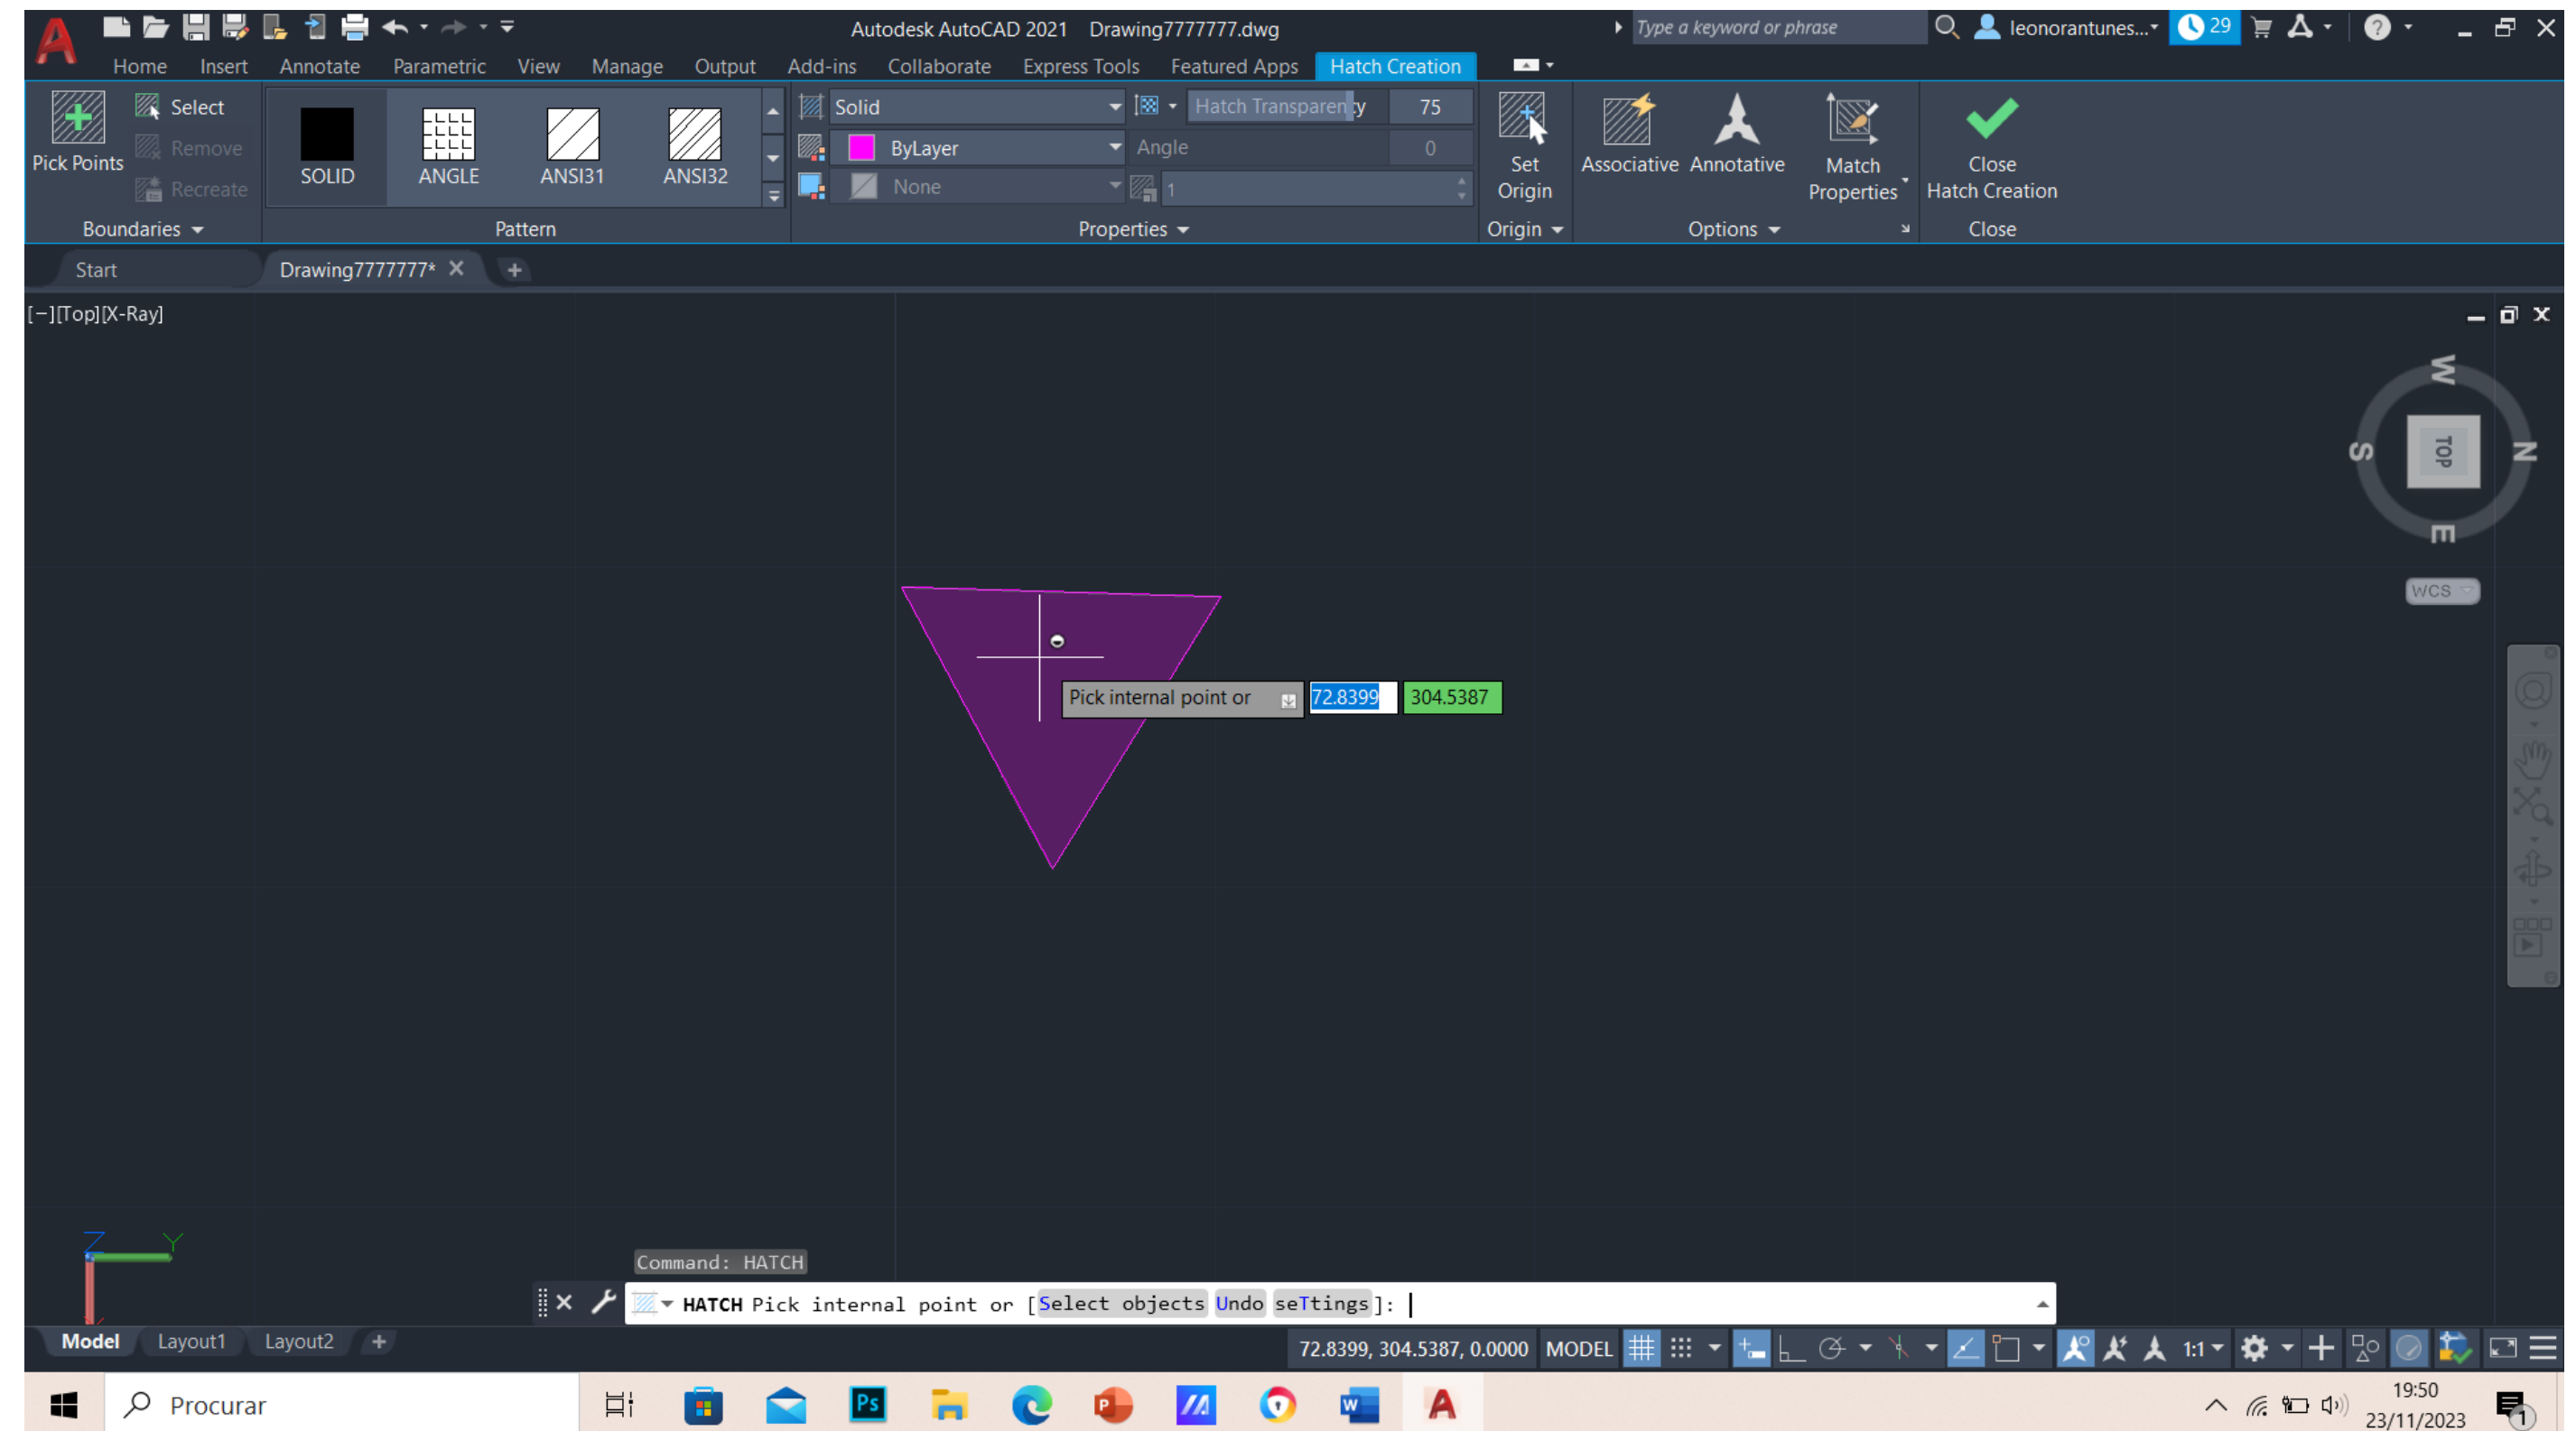 Autodesk AutoCAD 2021 Drawing7777777.dwg
Type a keyword or phrase
leonorantunes...
29
Home Insert Annotate Parametric View Manage Output Add-ins Collaborate Express Tools Featured Apps Hatch Creation
Pick Points
Select
Remove
Recreate
Boundaries
SOLID ANGLE ANSI31 ANSI32
Pattern
Solid
Hatch Transparency 75
ByLayer
Angle 0
None
1
Properties
Set
Origin
Origin
Associative Annotative
Match
Properties
Options
Close
Hatch Creation
Close
Start Drawing7777777*
[−][Top][X-Ray]
W
S
TOP
N
E
WCS
Pick internal point or 72.8399 304.5387
Z Y
Command: HATCH
HATCH Pick internal point or [Select objects Undo seTtings]:
Model Layout1 Layout2
72.8399, 304.5387, 0.0000 MODEL 1:1
Procurar
Ps
P
W
A
19:50
23/11/2023
1